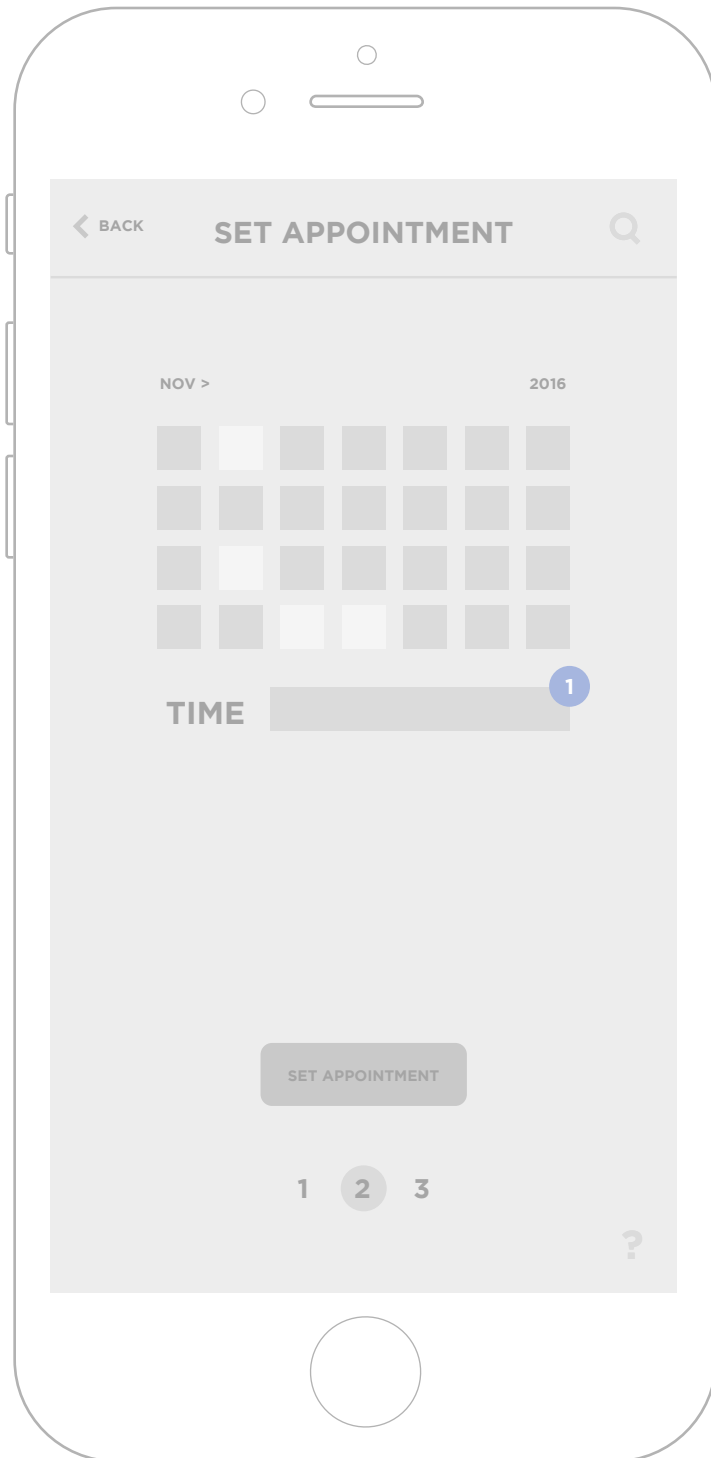 BACK SET APPOINTMENT
NOV > 2016
1
TIME
SET APPOINTMENT
1 2 3
?